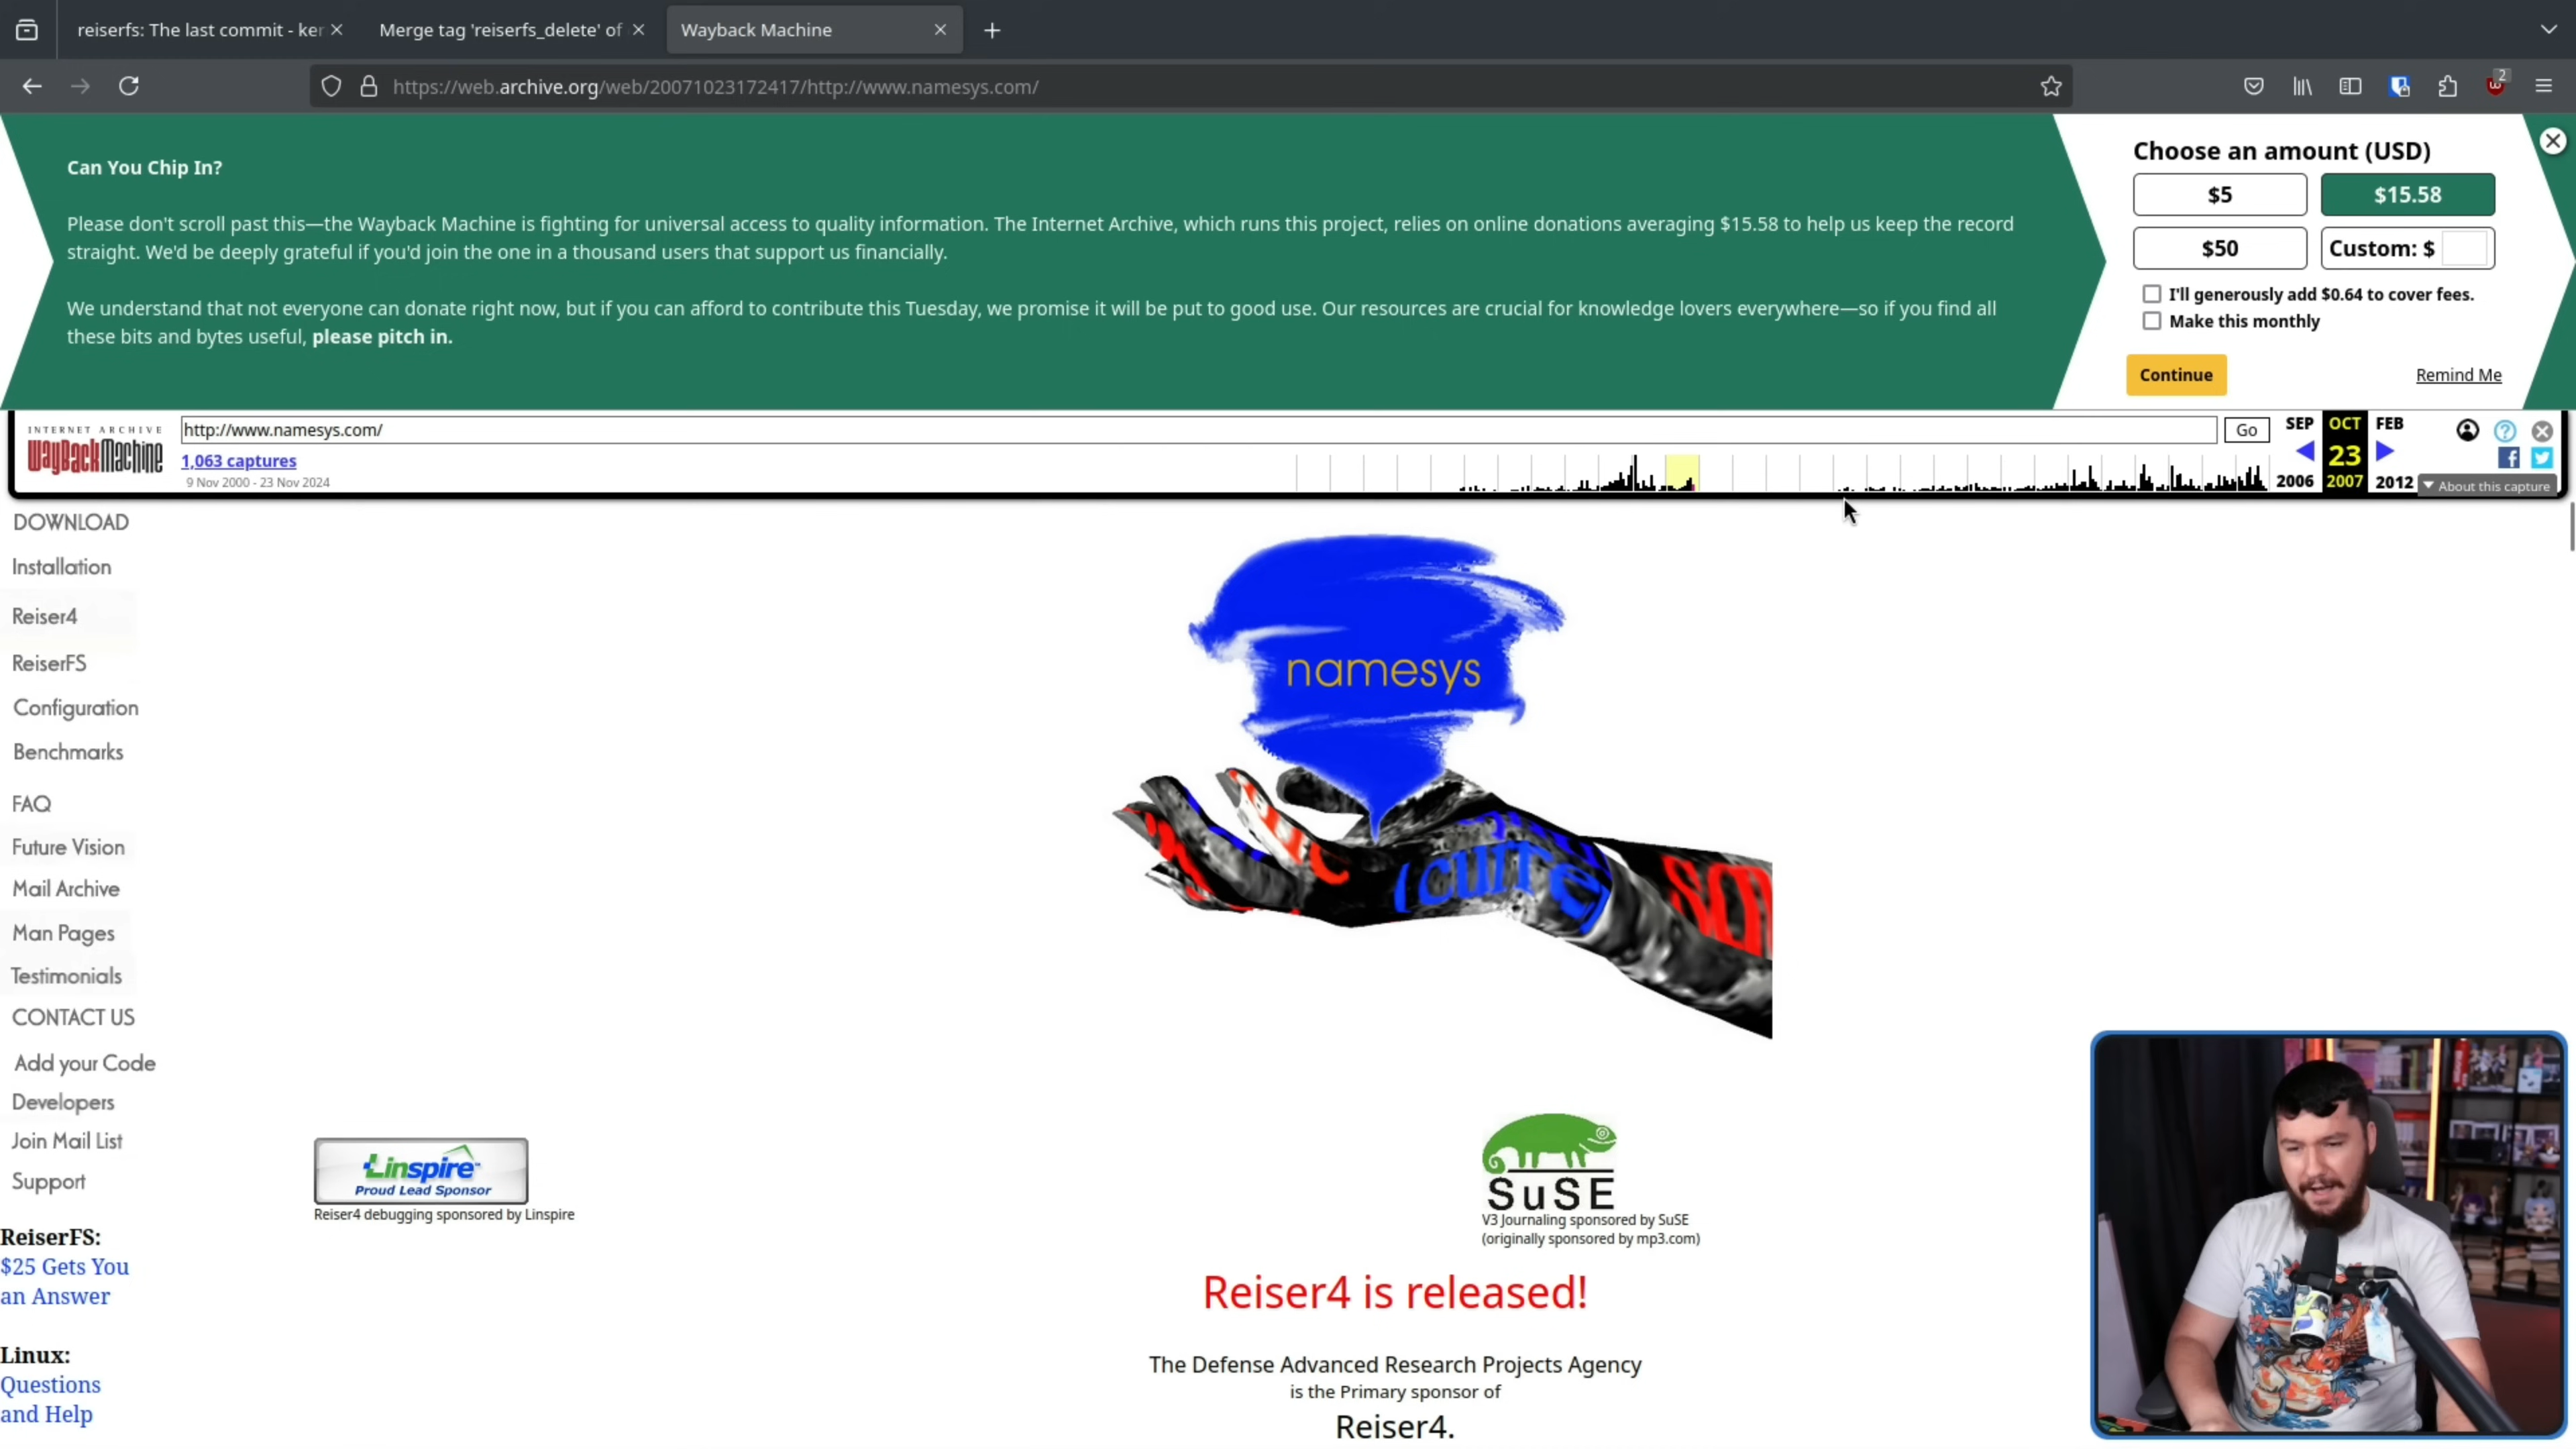 reiserfs: The last commit - ker
Merge tag 'reiserfs_delete' of
Wayback Machine
https://web.archive.org/web/20071023172417/http://www.namesys.com/
2
Can You Chip In?
Please don't scroll past this—the Wayback Machine is fighting for universal access to quality information. The Internet Archive, which runs this project, relies on online donations averaging $15.58 to help us keep the record
straight. We'd be deeply grateful if you'd join the one in a thousand users that support us financially.
We understand that not everyone can donate right now, but if you can afford to contribute this Tuesday, we promise it will be put to good use. Our resources are crucial for knowledge lovers everywhere—so if you find all
these bits and bytes useful, please pitch in.
Choose an amount (USD)
$5
$15.58
$50
Custom: $
I'll generously add $0.64 to cover fees.
Make this monthly
Continue
Remind Me
INTERNET ARCHIVE
WayBackMachine
http://www.namesys.com/
Go
1,063 captures
9 Nov 2000 - 23 Nov 2024
SEP
OCT
FEB
23
2006
2007
2012
About this capture
DOWNLOAD
Installation
Reiser4
ReiserFS
Configuration
Benchmarks
FAQ
Future Vision
Mail Archive
Man Pages
Testimonials
CONTACT US
Add your Code
Developers
Join Mail List
Support
ReiserFS:
$25 Gets You
an Answer
Linux:
Questions
and Help
namesys
(curre
Linspire
Proud Lead Sponsor
Reiser4 debugging sponsored by Linspire
SuSE
V3 Journaling sponsored by SuSE
(originally sponsored by mp3.com)
Reiser4 is released!
The Defense Advanced Research Projects Agency
is the Primary sponsor of
Reiser4.